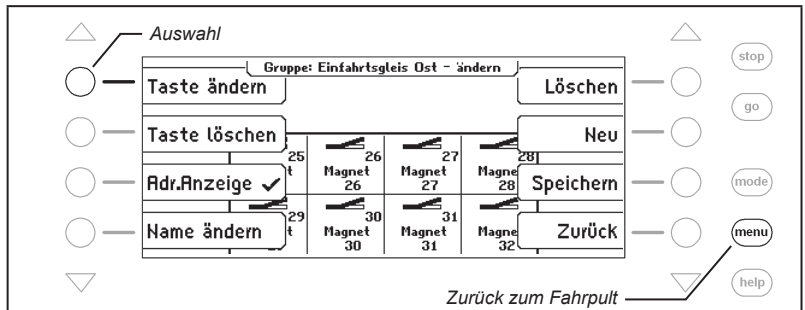 Auswahl
Gruppe: Einfahrtsgleis Ost - ändern
Taste ändern
Löschen
Taste löschen
Neu
25 26 27 28
Magnet Magnet
Adr.Anzeige ✓
26 27 28
Speichern
29 30 31
Name ändern
Magnet Magnet Magne
30 31 32
Zurück
Zurück zum Fahrpult
stop
go
mode
menu
help